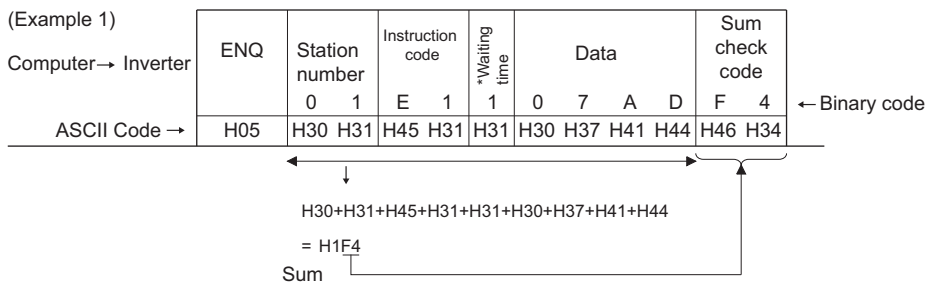 (Example 1)
Computer→ Inverter
ENQ
Station number
Instruction code
*Waiting time
Data
Sum check code
0 1 E 1 1 0 7 A D F 4
←Binary code
ASCII Code →
H05 H30 H31 H45 H31 H31 H30 H37 H41 H44 H46 H34
H30+H31+H45+H31+H31+H30+H37+H41+H44
= H1F4
Sum